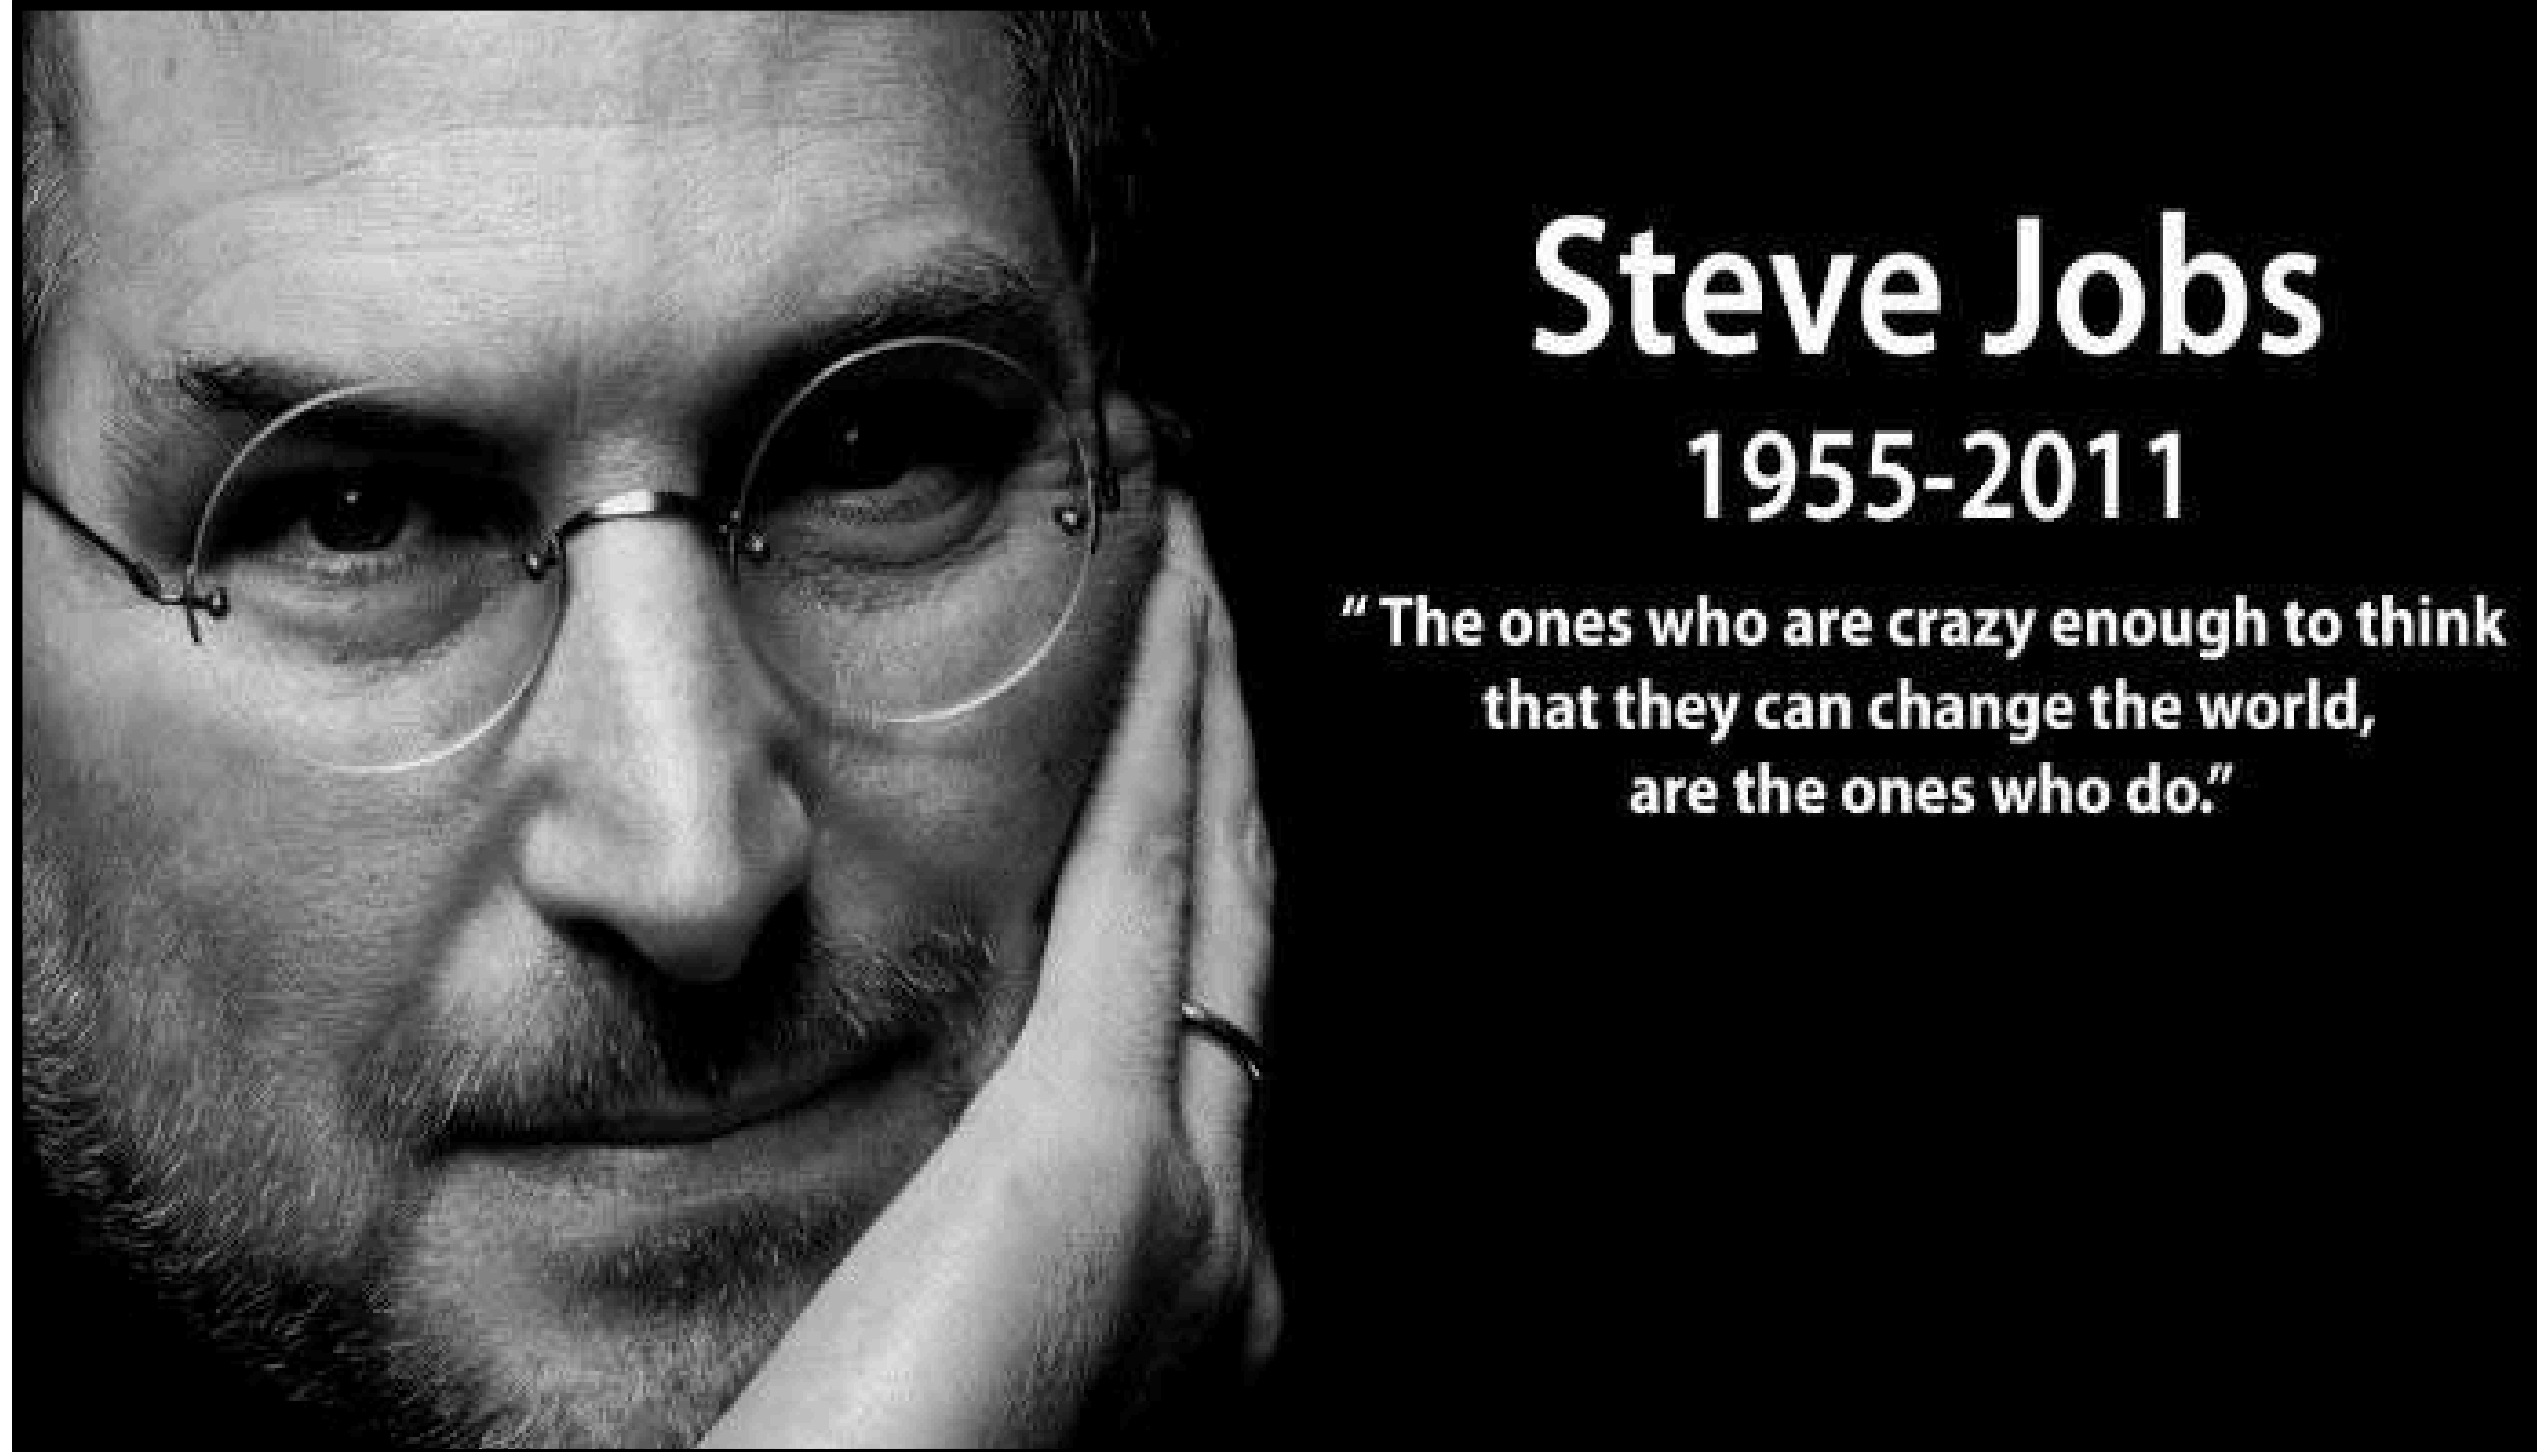 Steve Jobs
1955-2011
“ The ones who are crazy enough to think
that they can change the world,
are the ones who do.”